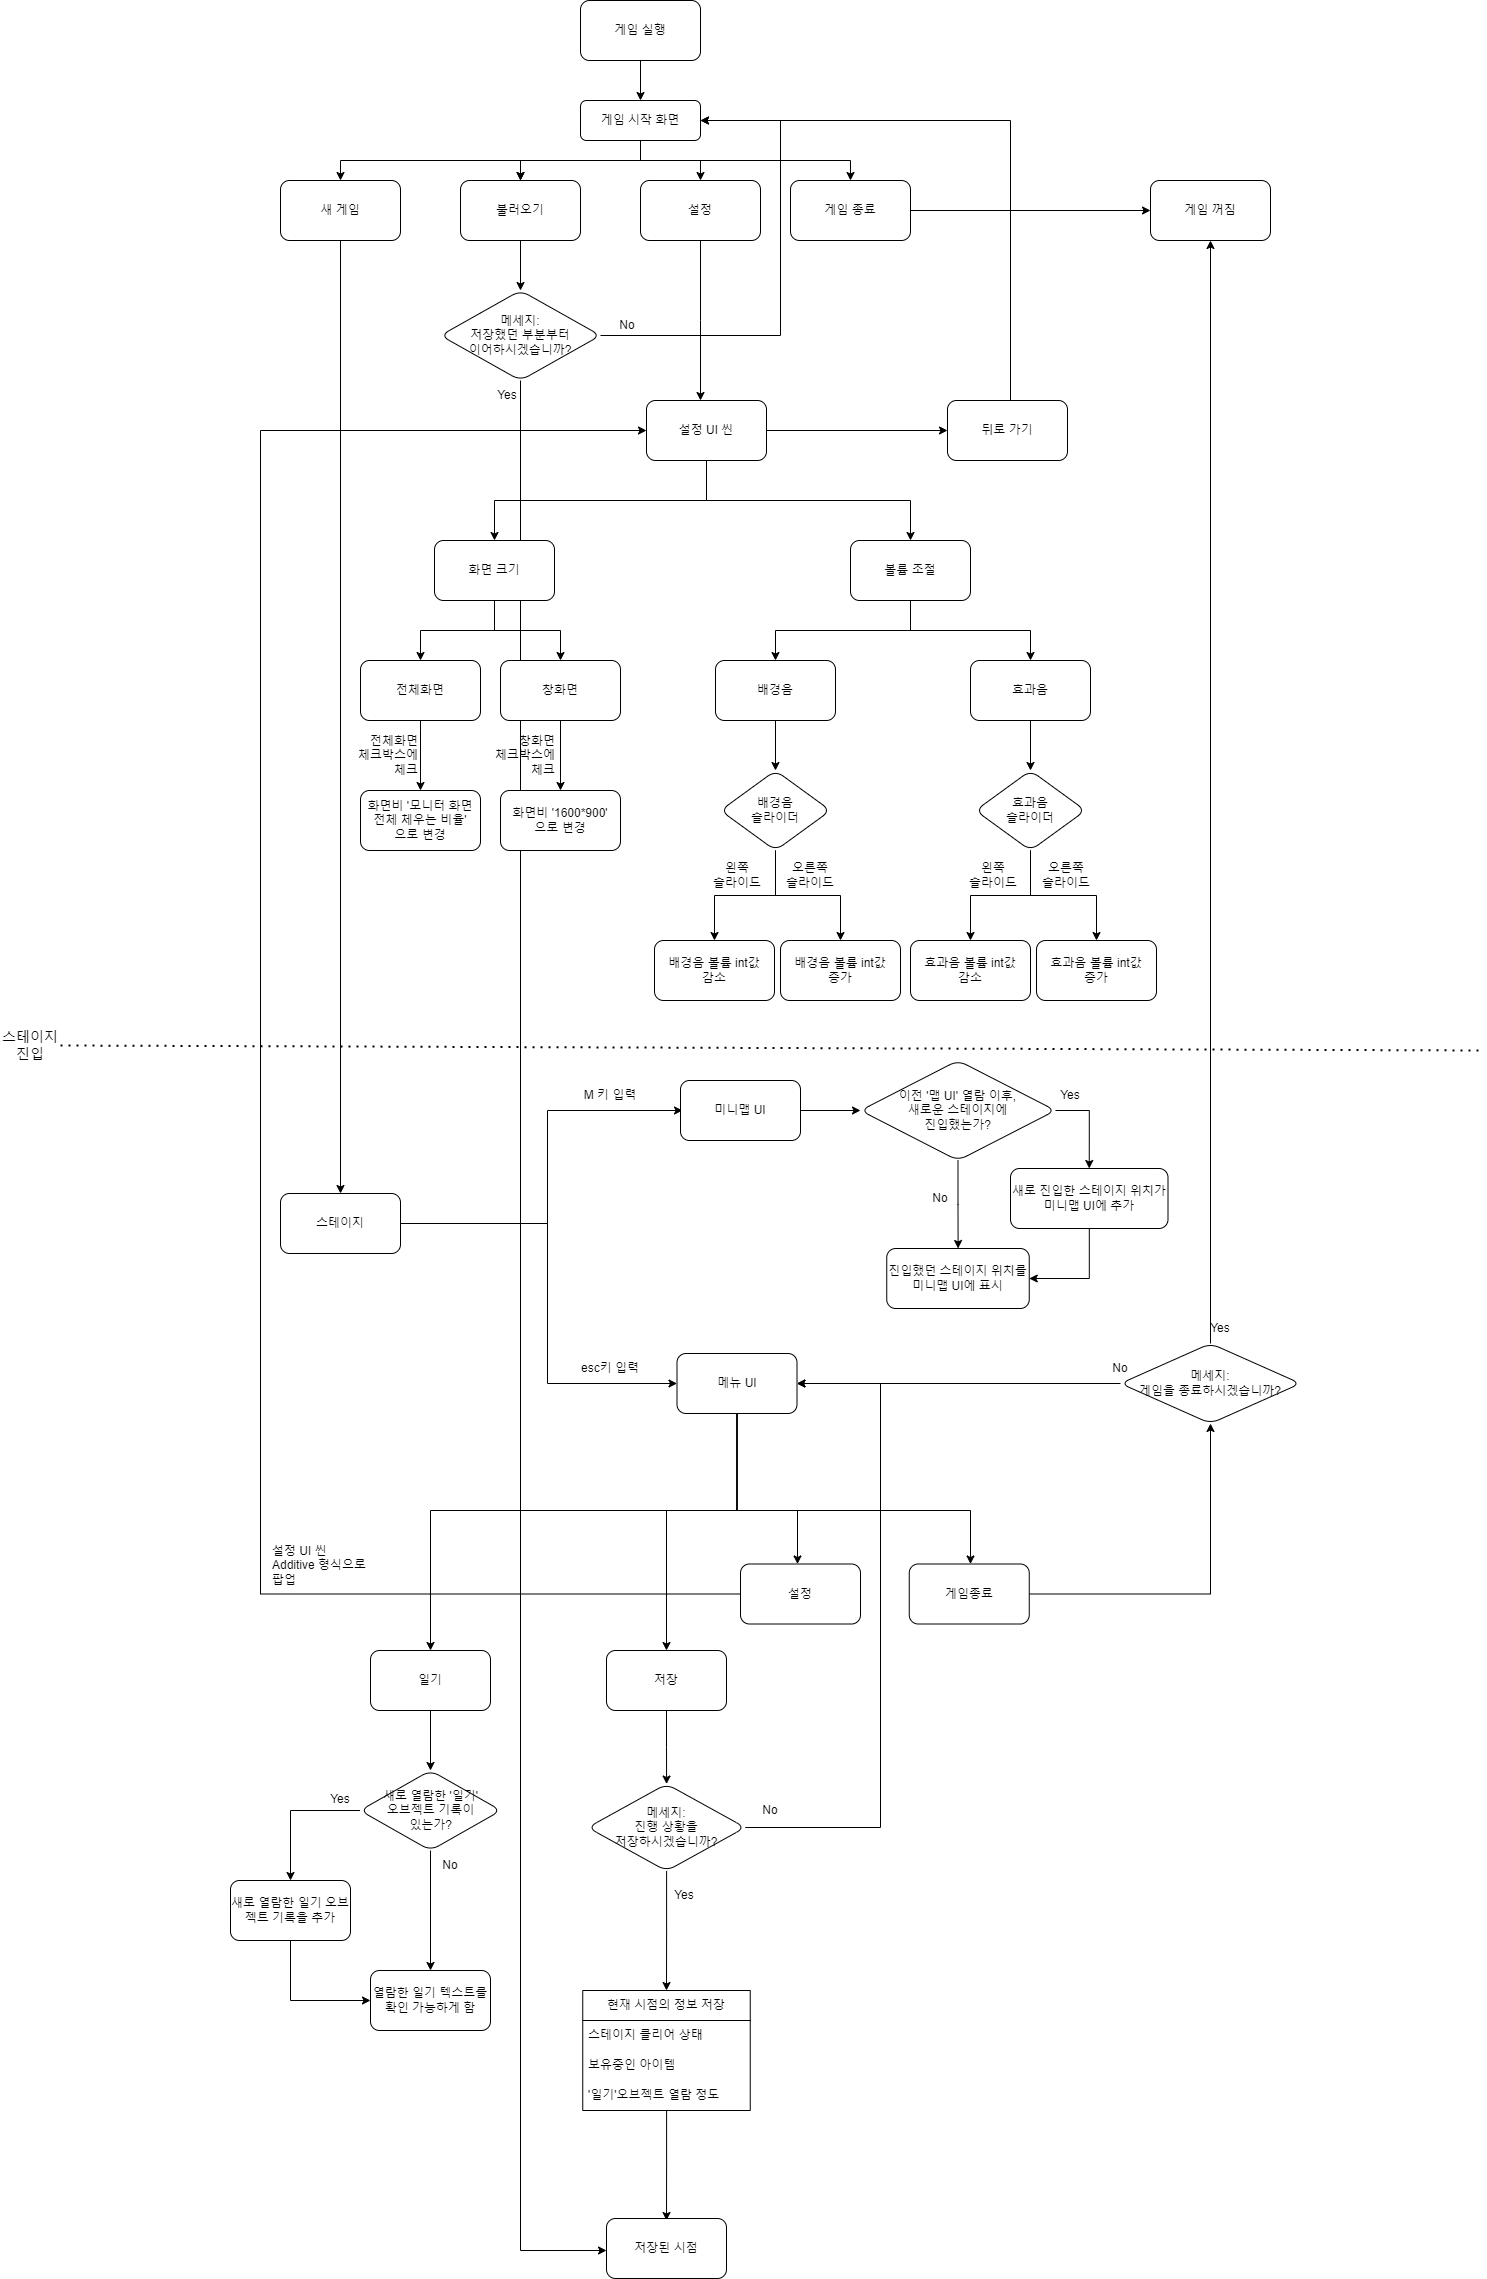 게임 실행
게임 시작 화면
새 게임
불러오기
설정
게임 종료
게임 꺼짐
메세지:
저장했던 부분부터
이어하시겠습니까?
No
Yes
설정 UI 씬
뒤로 가기
화면 크기
볼륨 조절
전체화면
창화면
배경음
효과음
전체화면
체크박스에
체크
창화면
체크박스에
체크
화면비 '모니터 화면
전체 체우는 비율'
으로 변경
화면비 '1600*900'
으로 변경
배경음
슬라이더
효과음
슬라이더
왼쪽
슬라이드
오른쪽
슬라이드
왼쪽
슬라이드
오른쪽
슬라이드
배경음 볼륨 int값
감소
배경음 볼륨 int값
증가
효과음 볼륨 int값
감소
효과음 볼륨 int값
증가
스테이지
진입
M 키 입력
미니맵 UI
이전 '맵 UI' 열람 이후,
새로운 스테이지에
진입했는가?
Yes
No
새로 진입한 스테이지 위치가
미니맵 UI에 추가
스테이지
진입했던 스테이지 위치를
미니맵 UI에 표시
Yes
esc키 입력
메뉴 UI
No
메세지:
게임을 종료하시겠습니까?
설정 UI 씬
Additive 형식으로
팝업
설정
게임종료
일기
저장
Yes
새로 열람한 '일기'
오브젝트 기록이
있는가?
No
메세지:
진행 상황을
저장하시겠습니까?
No
Yes
새로 열람한 일기 오브
젝트 기록을 추가
열람한 일기 텍스트를
확인 가능하게 함
현재 시점의 정보 저장
스테이지 클리어 상태
보유중인 아이템
'일기'오브젝트 열람 정도
저장된 시점